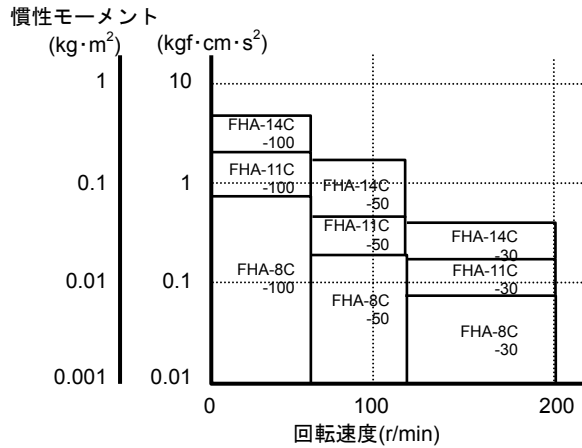 慣性モーメント
(kg･m²) (kgf･cm･s²)
1 10
FHA-14C
-100
FHA-11C
-100
0.1 1
FHA-14C
-50
FHA-11C
-50
FHA-14C
-30
FHA-11C
-30
0.01 0.1
FHA-8C
-100
FHA-8C
-50
FHA-8C
-30
0.001 0.01
0 100 200
回転速度(r/min)